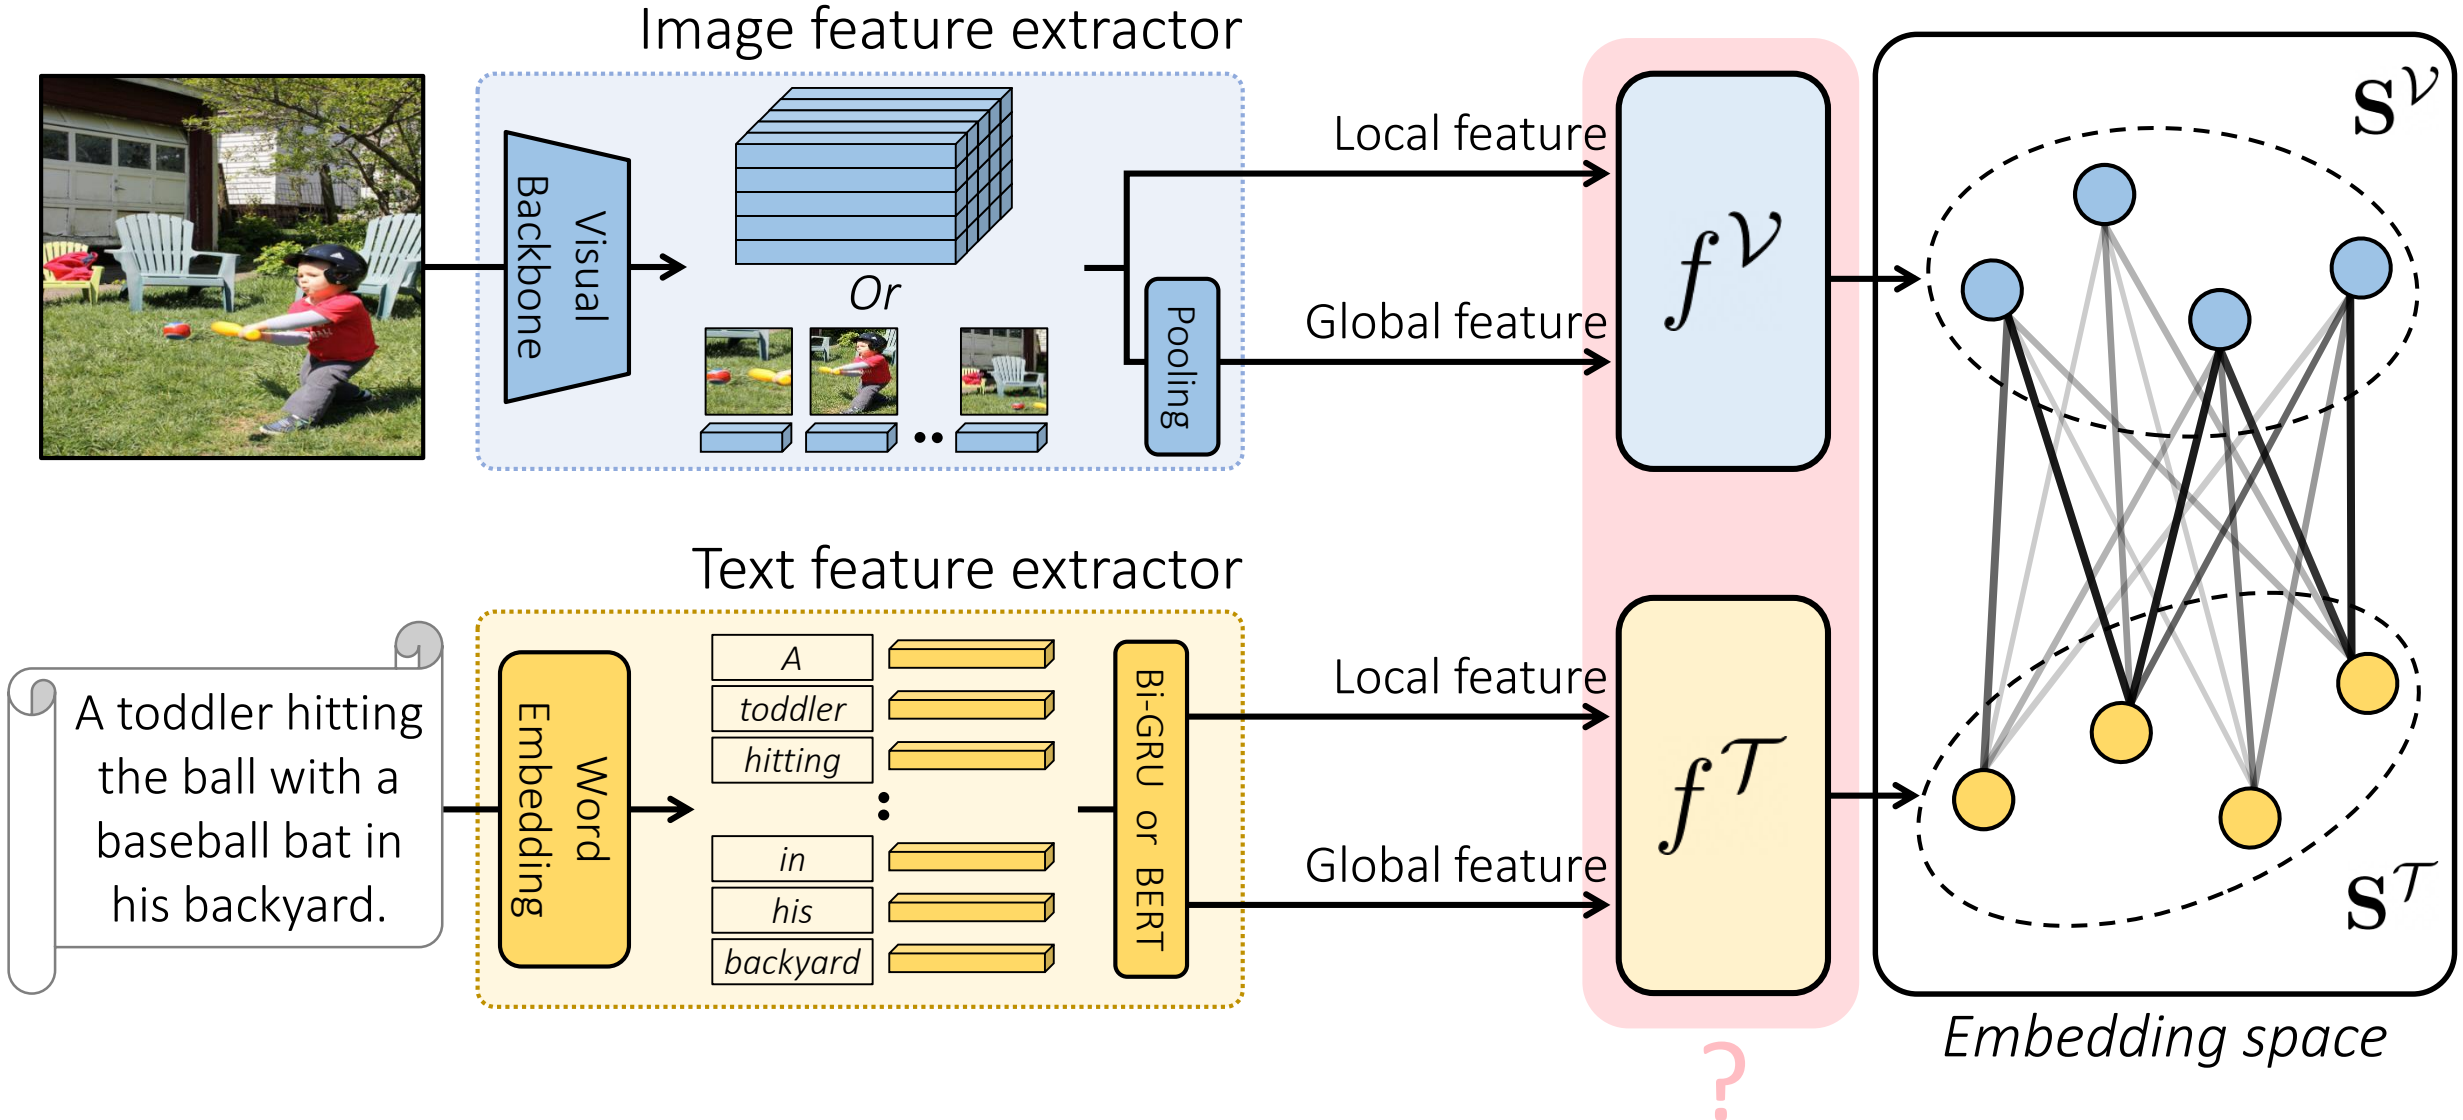 Image feature extractor
Visual
Backbone
Or
Pooling
Local feature
Global feature
f^𝒱
S^𝒱
Text feature extractor
A toddler hitting
the ball with a
baseball bat in
his backyard.
Word
Embedding
A
toddler
hitting
in
his
backyard
Bi-GRU or BERT
Local feature
Global feature
f^𝒯
S^𝒯
Embedding space
?